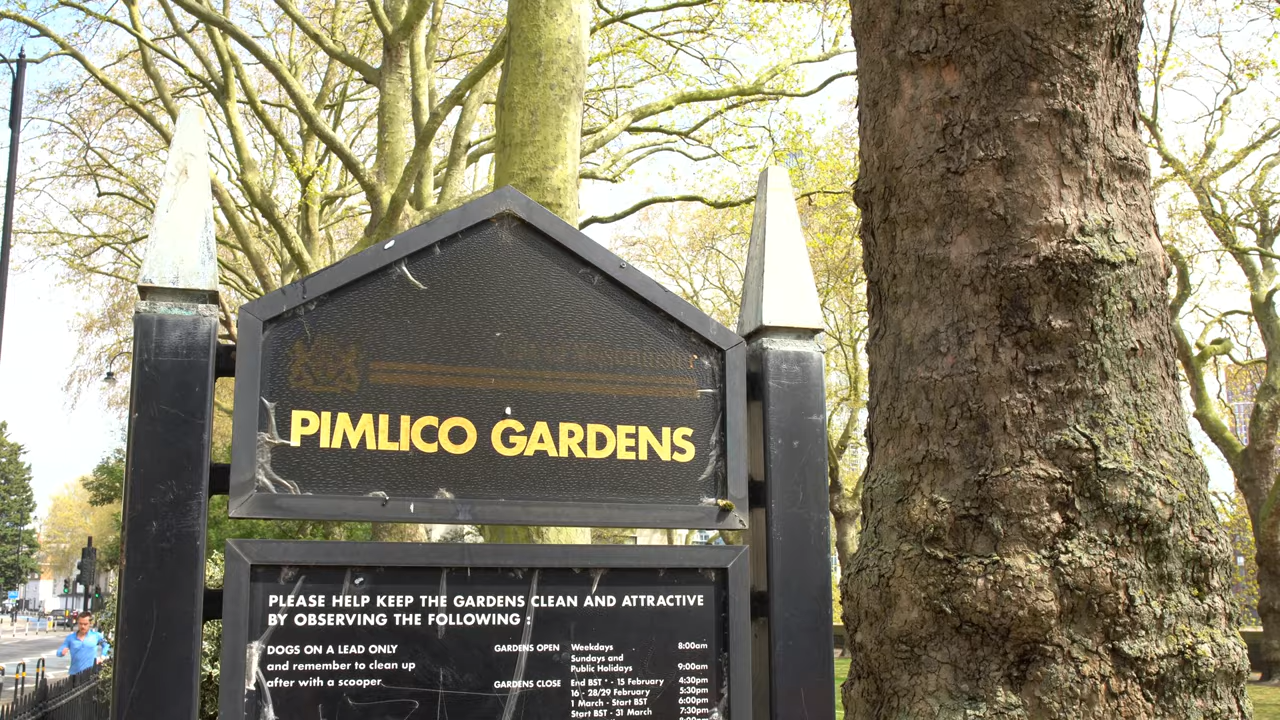 PIMLICO GARDENS
PLEASE HELP KEEP THE GARDENS CLEAN AND ATTRACTIVE
BY OBSERVING THE FOLLOWING :
DOGS ON A LEAD ONLY
and remember to clean up
after with a scooper
GARDENS OPEN Weekdays 8:00am
Sundays and
Public Holidays 9:00am
GARDENS CLOSE End BST * - 15 February 4:30pm
16 - 28/29 February 5:30pm
1 March - Start BST 6:00pm
Start BST - 31 March 7:30pm